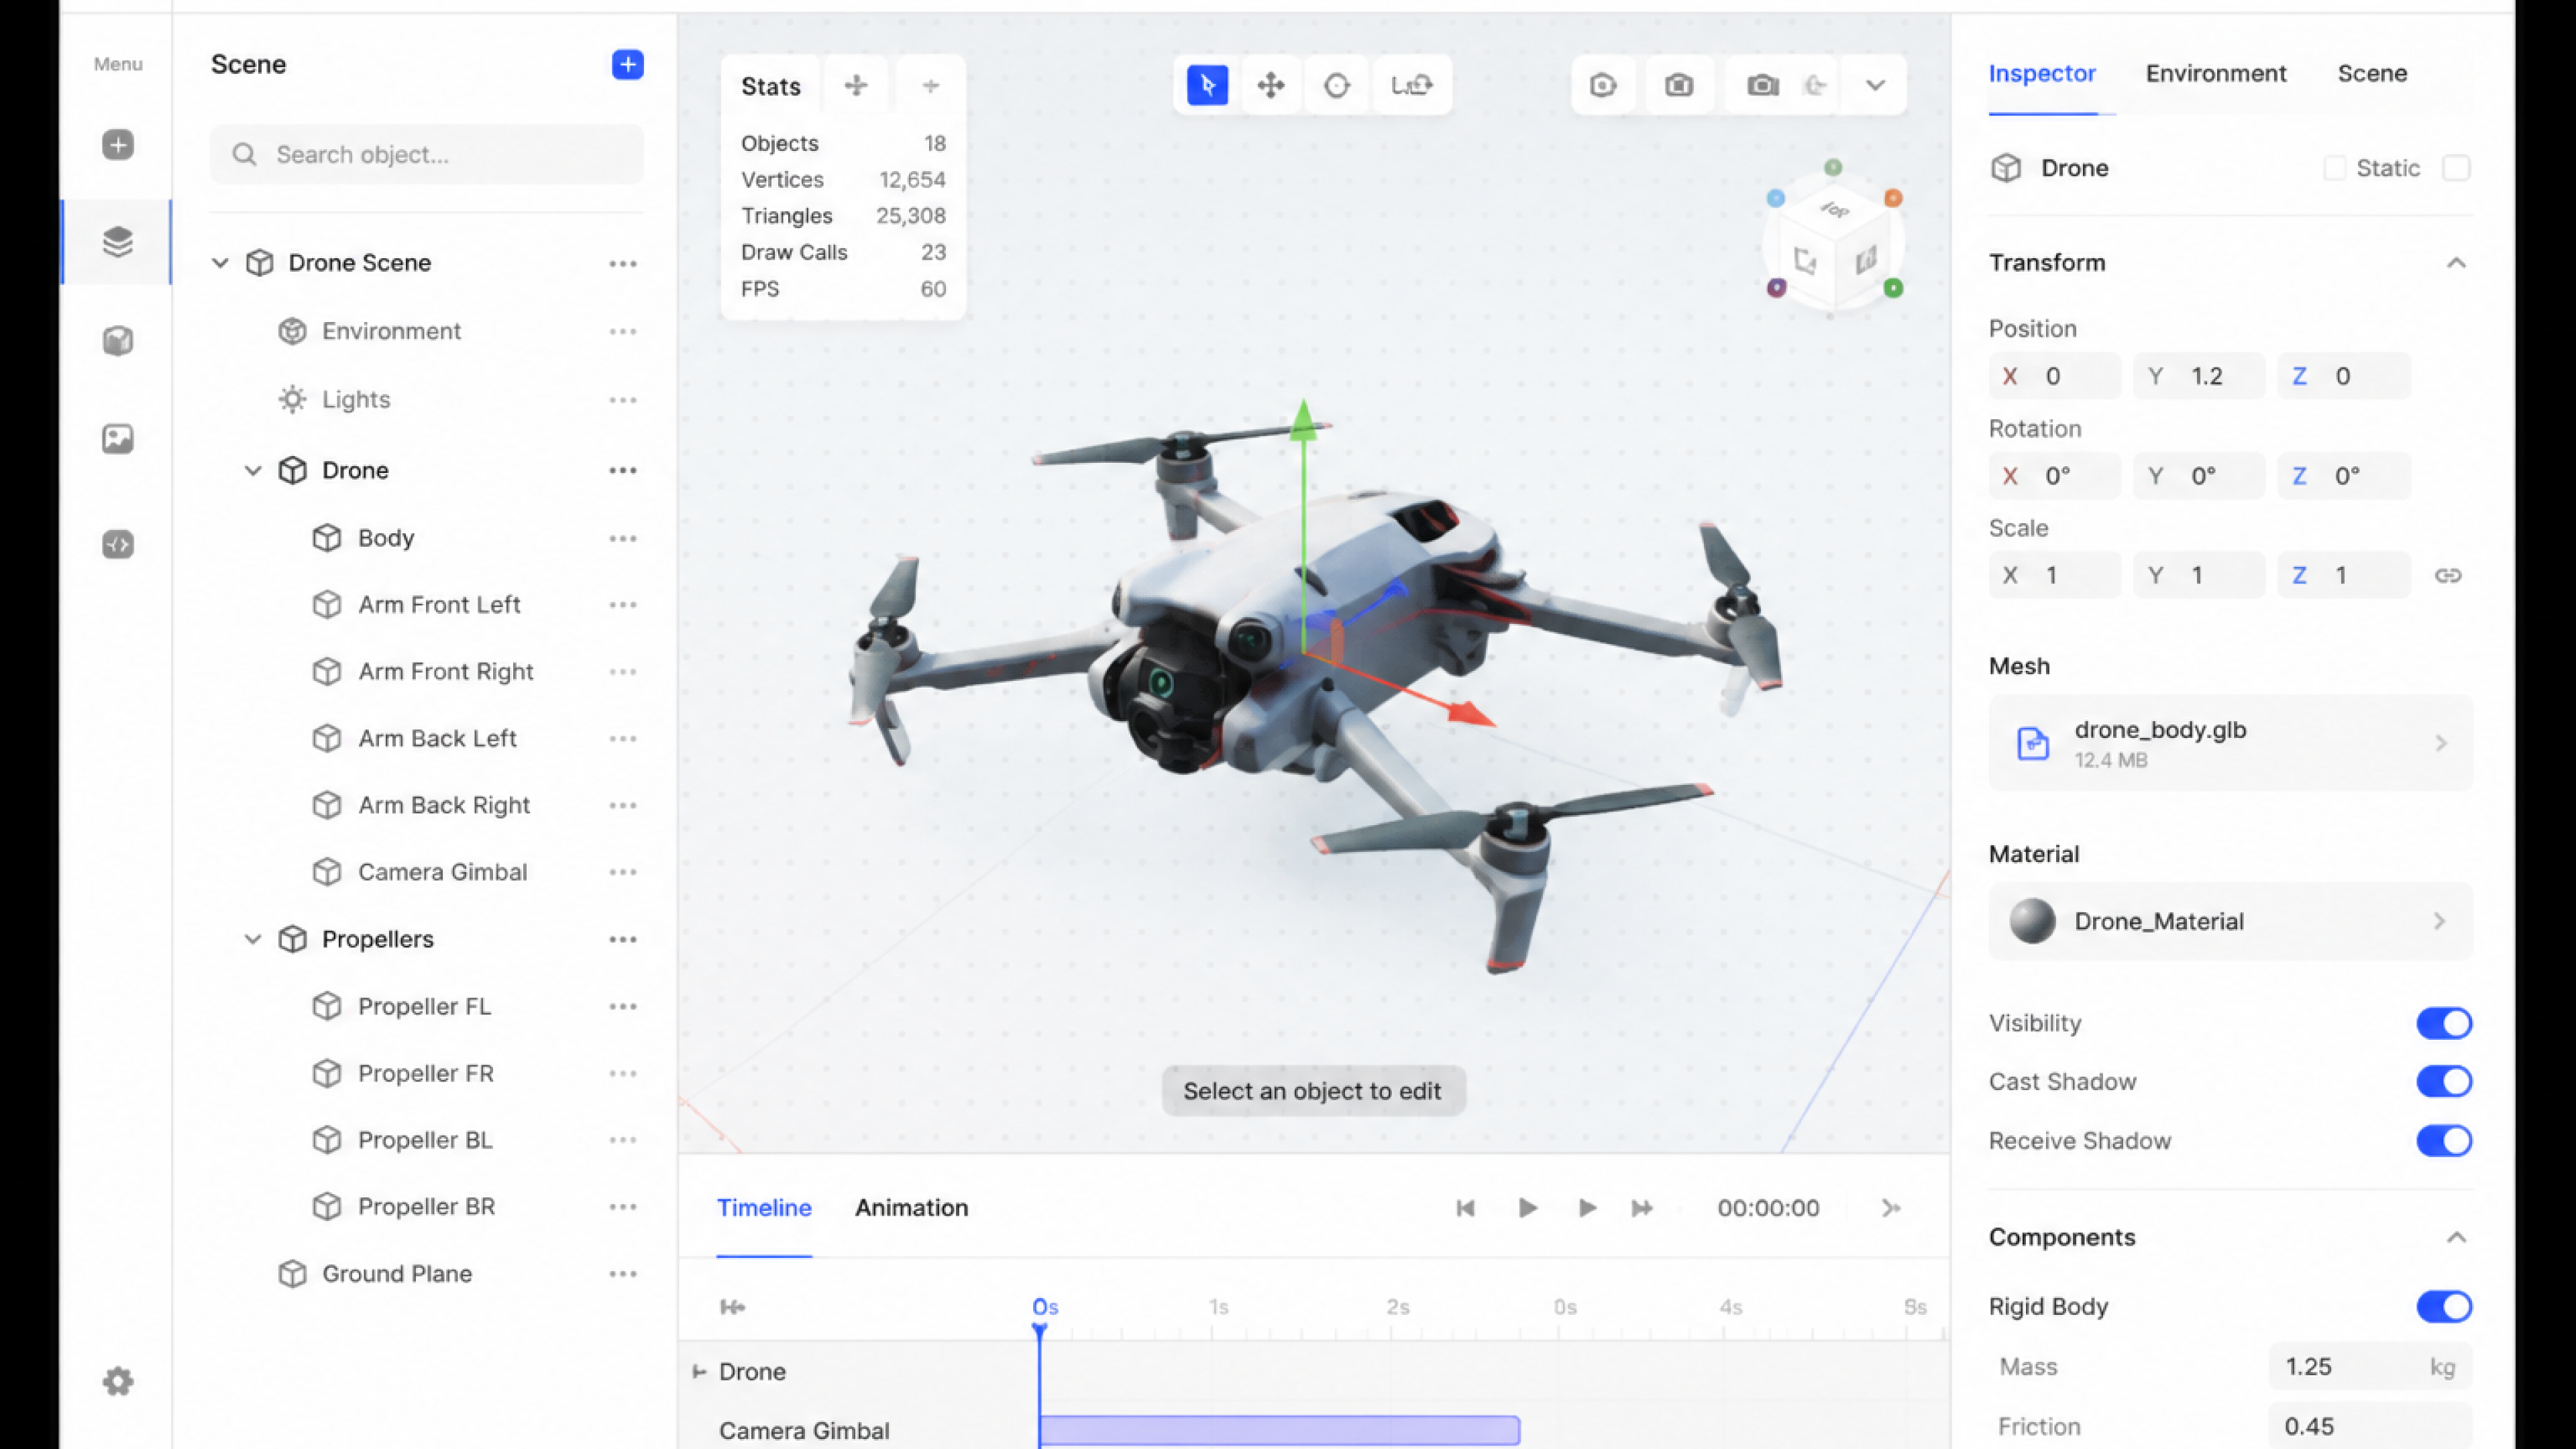 Menu
Scene
Search object...
Drone Scene
Environment
Lights
Drone
Body
Arm Front Left
Arm Front Right
Arm Back Left
Arm Back Right
Camera Gimbal
Propellers
Propeller FL
Propeller FR
Propeller BL
Propeller BR
Ground Plane
Stats
Objects 18
Vertices 12,654
Triangles 25,308
Draw Calls 23
FPS 60
Select an object to edit
Timeline Animation 00:00:00
0s 1s 2s 0s 4s
Drone
Camera Gimbal
Inspector Environment Scene
Drone Static
Transform
Position
X 0 Y 1.2 Z 0
Rotation
X 0° Y 0° Z 0°
Scale
X 1 Y 1 Z 1
Mesh
drone_body.glb
12.4 MB
Material
Drone_Material
Visibility
Cast Shadow
Receive Shadow
Components
Rigid Body
Mass 1.25 kg
Friction 0.45